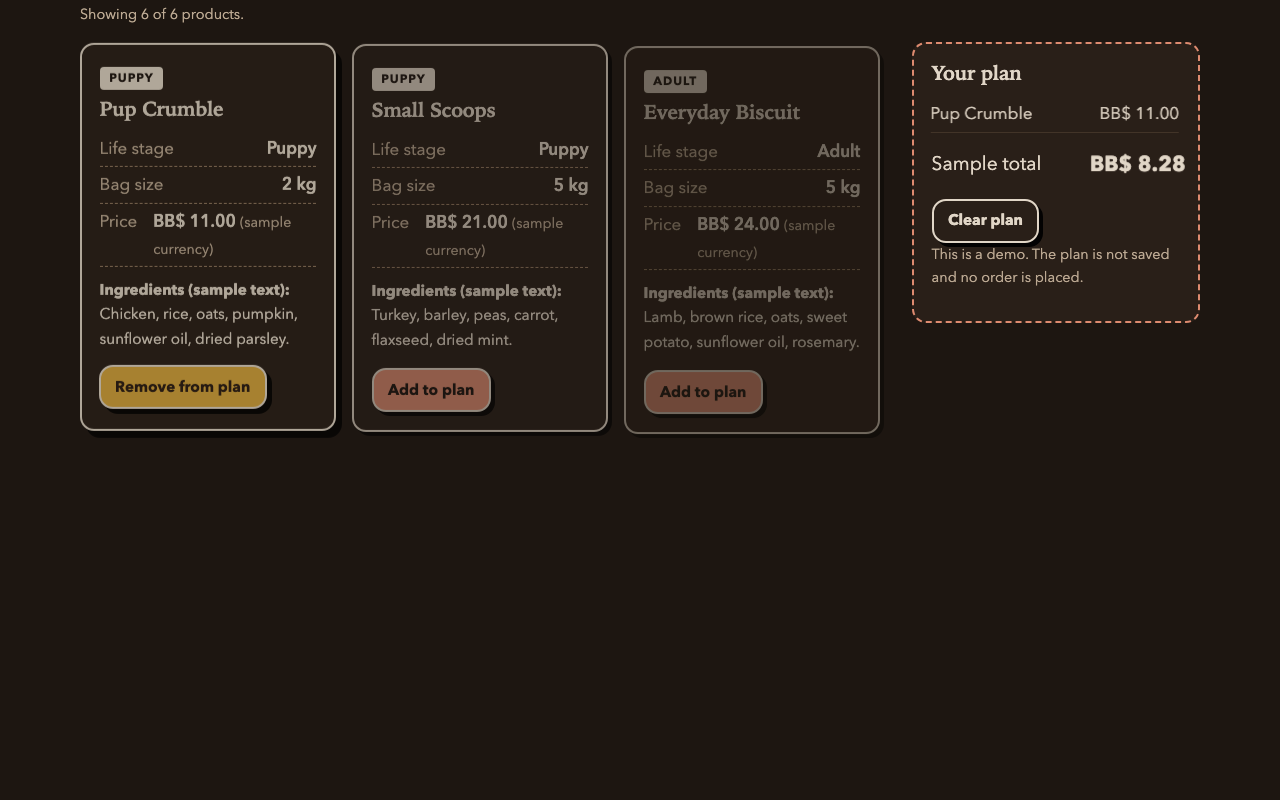 Showing 6 of 6 products.
PUPPY
Pup Crumble
Life stage Puppy
Bag size 2 kg
Price BB$ 11.00 (sample
currency)
Ingredients (sample text):
Chicken, rice, oats, pumpkin,
sunflower oil, dried parsley.
Remove from plan
PUPPY
Small Scoops
Life stage Puppy
Bag size 5 kg
Price BB$ 21.00 (sample
currency)
Ingredients (sample text):
Turkey, barley, peas, carrot,
flaxseed, dried mint.
Add to plan
ADULT
Everyday Biscuit
Life stage Adult
Bag size 5 kg
Price BB$ 24.00 (sample
currency)
Ingredients (sample text):
Lamb, brown rice, oats, sweet
potato, sunflower oil, rosemary.
Add to plan
Your plan
Pup Crumble BB$ 11.00
Sample total BB$ 8.28
Clear plan
This is a demo. The plan is not saved
and no order is placed.